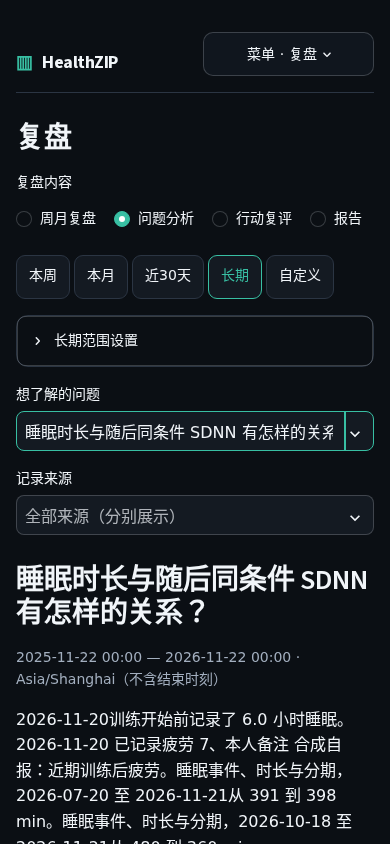 HealthZIP
菜单 · 复盘
复盘
复盘内容
周月复盘 问题分析 行动复评 报告
本周 本月 近30天 长期 自定义
长期范围设置
想了解的问题
睡眠时长与随后同条件 SDNN 有怎样的关系
记录来源
全部来源（分别展示）
睡眠时长与随后同条件 SDNN
有怎样的关系？
2025-11-22 00:00 — 2026-11-22 00:00 ·
Asia/Shanghai（不含结束时刻）
2026-11-20训练开始前记录了 6.0 小时睡眠。
2026-11-20 已记录疲劳 7、本人备注 合成自
报：近期训练后疲劳。睡眠事件、时长与分期，
2026-07-20 至 2026-11-21从 391 到 398
min。睡眠事件、时长与分期，2026-10-18 至